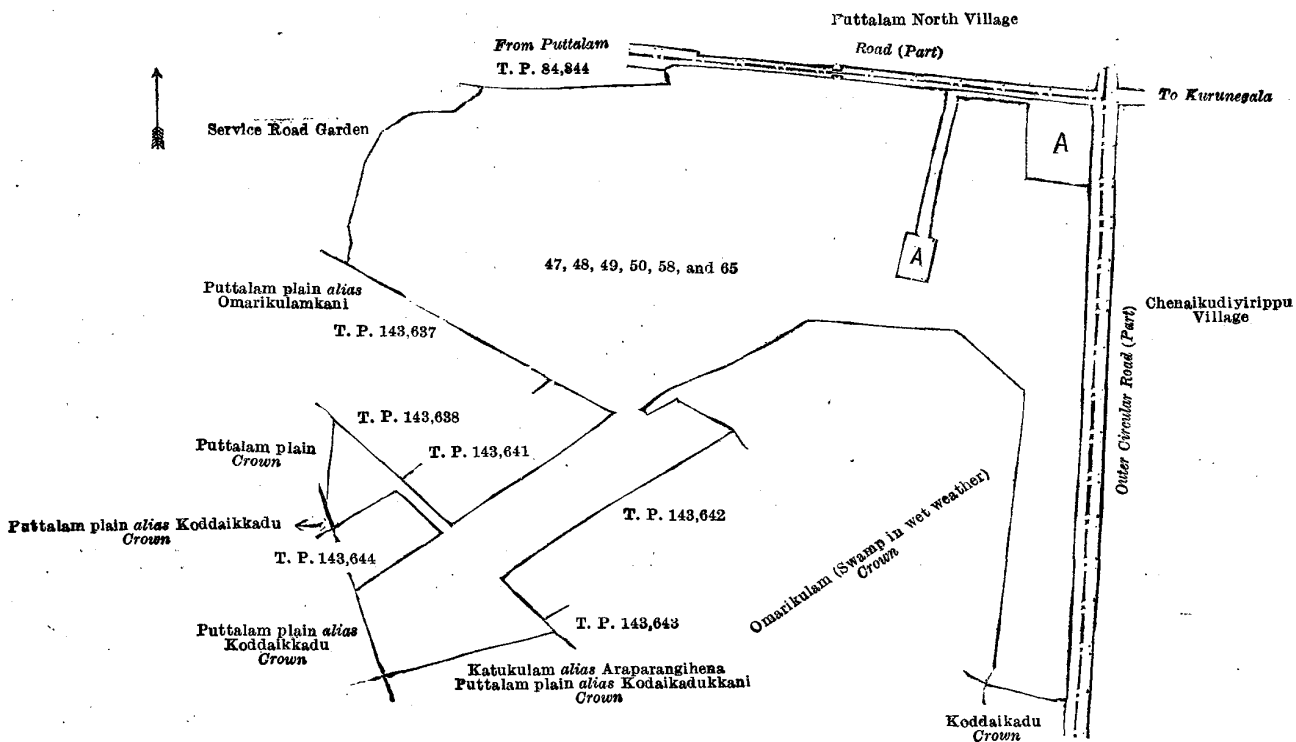 Puttalam North Village
From Puttalam
Road (Part)
T. P. 84,844
To Kurunegala
Service Road Garden
A
A
47, 48, 49, 50, 58, and 65
Puttalam plain alias
Omarikulamkani
Chenaikudiyirippu
Village
T. P. 143,637
Outer Circular Road (Part)
T. P. 143,638
Puttalam plain
Crown
T. P. 143,641
Puttalam plain alias Koddaikkadu
Crown
T. P. 143,642
T. P. 143,644
Omarikulam (Swamp in wet weather)
Crown
Puttalam plain alias
Koddaikkadu
Crown
T. P. 143,643
Katukulam alias Araparangihena
Puttalam plain alias Kodaikadukkani
Crown
Koddaikadu
Crown